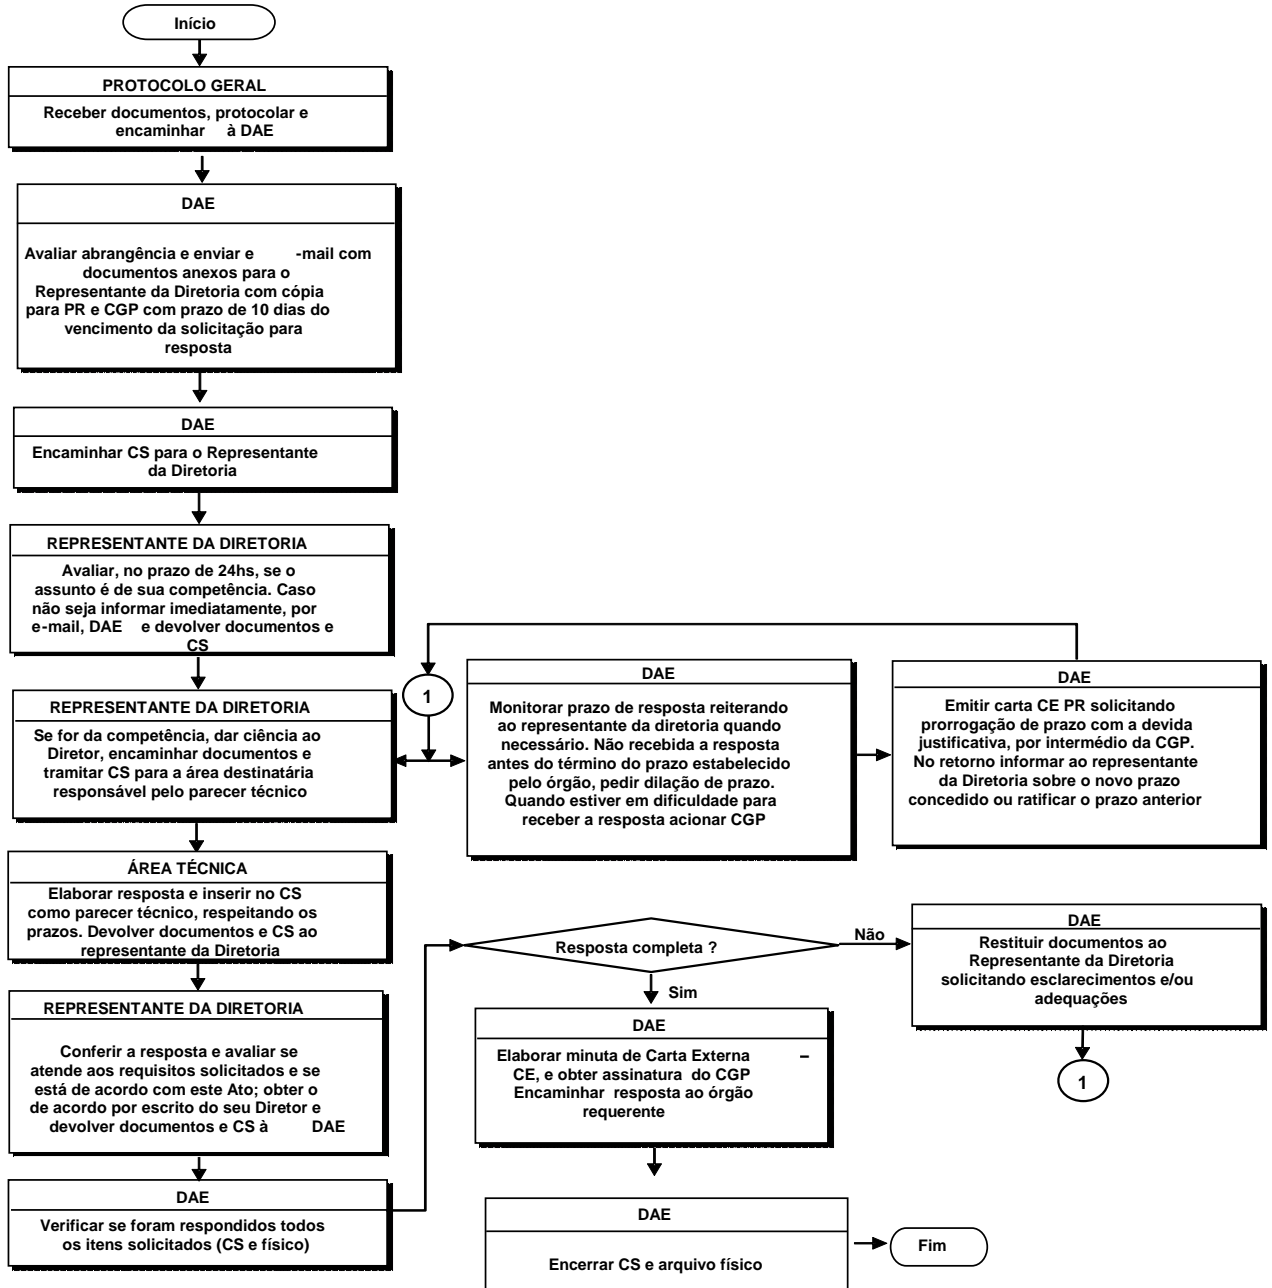 Início
PROTOCOLO GERAL
Receber documentos, protocolar e
encaminhar à DAE
DAE
Avaliar abrangência e enviar e -mail com
documentos anexos para o
Representante da Diretoria com cópia
para PR e CGP com prazo de 10 dias do
vencimento da solicitação para
resposta
DAE
Encaminhar CS para o Representante
da Diretoria
REPRESENTANTE DA DIRETORIA
Avaliar, no prazo de 24hs, se o
assunto é de sua competência. Caso
não seja informar imediatamente, por
e-mail, DAE e devolver documentos e
CS
REPRESENTANTE DA DIRETORIA
Se for da competência, dar ciência ao
Diretor, encaminhar documentos e
tramitar CS para a área destinatária
responsável pelo parecer técnico
1
DAE
Monitorar prazo de resposta reiterando
ao representante da diretoria quando
necessário. Não recebida a resposta
antes do término do prazo estabelecido
pelo órgão, pedir dilação de prazo.
Quando estiver em dificuldade para
receber a resposta acionar CGP
DAE
Emitir carta CE PR solicitando
prorrogação de prazo com a devida
justificativa, por intermédio da CGP.
No retorno informar ao representante
da Diretoria sobre o novo prazo
concedido ou ratificar o prazo anterior
ÁREA TÉCNICA
Elaborar resposta e inserir no CS
como parecer técnico, respeitando os
prazos. Devolver documentos e CS ao
representante da Diretoria
REPRESENTANTE DA DIRETORIA
Conferir a resposta e avaliar se
atende aos requisitos solicitados e se
está de acordo com este Ato; obter o
de acordo por escrito do seu Diretor e
devolver documentos e CS à DAE
DAE
Verificar se foram respondidos todos
os itens solicitados (CS e físico)
Resposta completa ?
Não
DAE
Restituir documentos ao
Representante da Diretoria
solicitando esclarecimentos e/ou
adequações
1
Sim
DAE
Elaborar minuta de Carta Externa –
CE, e obter assinatura do CGP
Encaminhar resposta ao órgão
requerente
DAE
Encerrar CS e arquivo físico
Fim